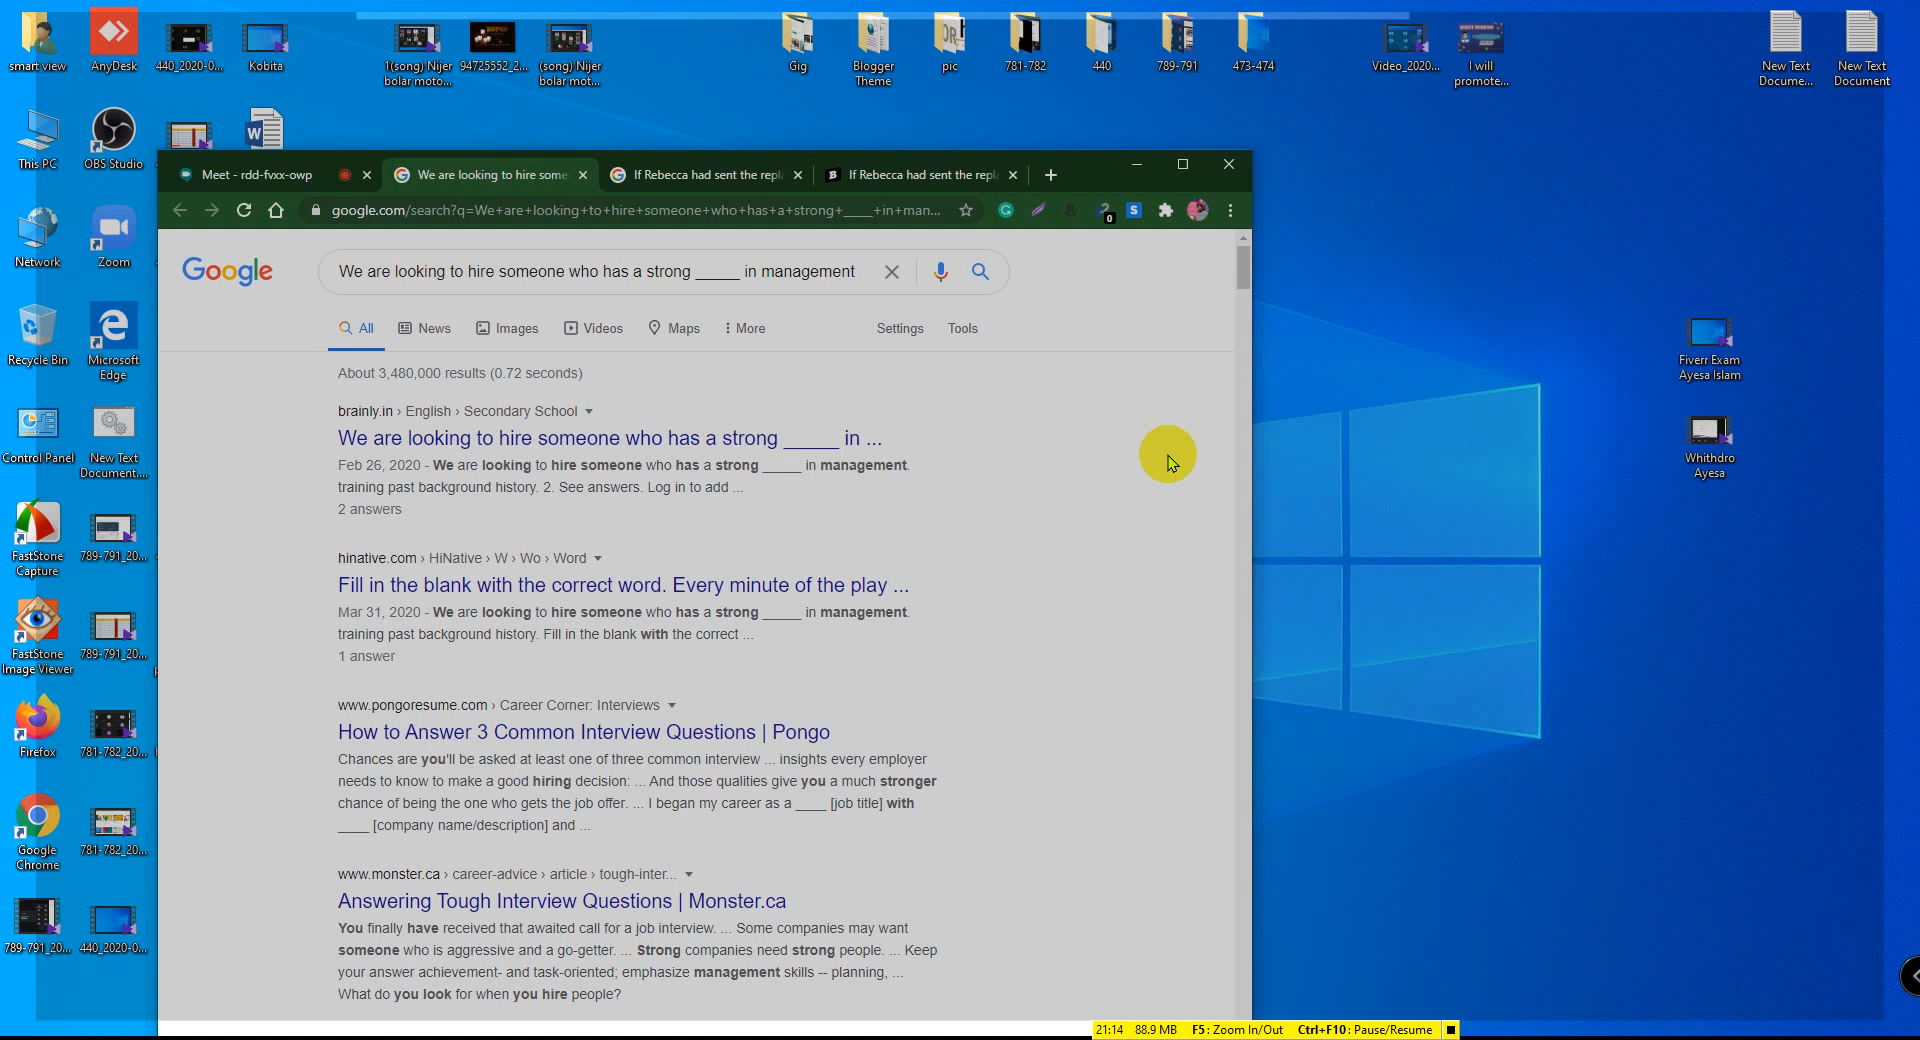 smart view
AnyDesk
440_2020-0...
Kobita
1(song) Nijer
bolar moto...
94725552_2...
(song) Nijer
bolar mot...
Gig
Blogger
Theme
pic
781-782
440
789-791
473-474
Video_2020...
I will
promote...
New Text
Docume...
New Text
Document
This PC
OBS Studio
Network
Zoom
Recycle Bin
Microsoft
Edge
Control Panel
New Text
Document....
FastStone
Capture
789-791_20...
FastStone
Image Viewer
789-791_20...
Firefox
781-782_20...
Google
Chrome
781-782_20...
789-791_20...
440_2020-0...
Fiverr Exam
Ayesa Islam
Whithdro
Ayesa
Meet - rdd-fvxx-owp
We are looking to hire some
If Rebecca had sent the repl
If Rebecca had sent the repl
google.com/search?q=We+are+looking+to+hire+someone+who+has+a+strong+____+in+man...
0
S
Google
We are looking to hire someone who has a strong _____ in management
All
News
Images
Videos
Maps
More
Settings
Tools
About 3,480,000 results (0.72 seconds)
brainly.in › English › Secondary School
We are looking to hire someone who has a strong _____ in ...
Feb 26, 2020 - We are looking to hire someone who has a strong _____ in management.
training past background history. 2. See answers. Log in to add ...
2 answers
hinative.com › HiNative › W › Wo › Word
Fill in the blank with the correct word. Every minute of the play ...
Mar 31, 2020 - We are looking to hire someone who has a strong _____ in management.
training past background history. Fill in the blank with the correct ...
1 answer
www.pongoresume.com › Career Corner: Interviews
How to Answer 3 Common Interview Questions | Pongo
Chances are you'll be asked at least one of three common interview ... insights every employer
needs to know to make a good hiring decision: ... And those qualities give you a much stronger
chance of being the one who gets the job offer. ... I began my career as a ____ [job title] with
____ [company name/description] and ...
www.monster.ca › career-advice › article › tough-inter...
Answering Tough Interview Questions | Monster.ca
You finally have received that awaited call for a job interview. ... Some companies may want
someone who is aggressive and a go-getter. ... Strong companies need strong people. ... Keep
your answer achievement- and task-oriented; emphasize management skills -- planning, ...
What do you look for when you hire people?
21:14 88.9 MB F5: Zoom In/Out Ctrl+F10: Pause/Resume